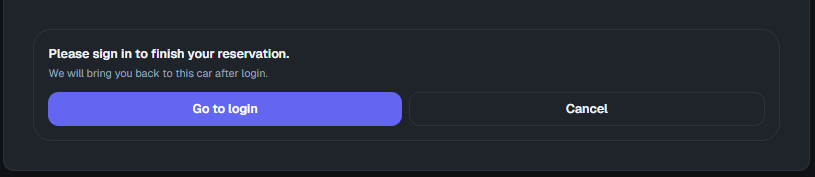 Please sign in to finish your reservation.
We will bring you back to this car after login.
Go to login
Cancel